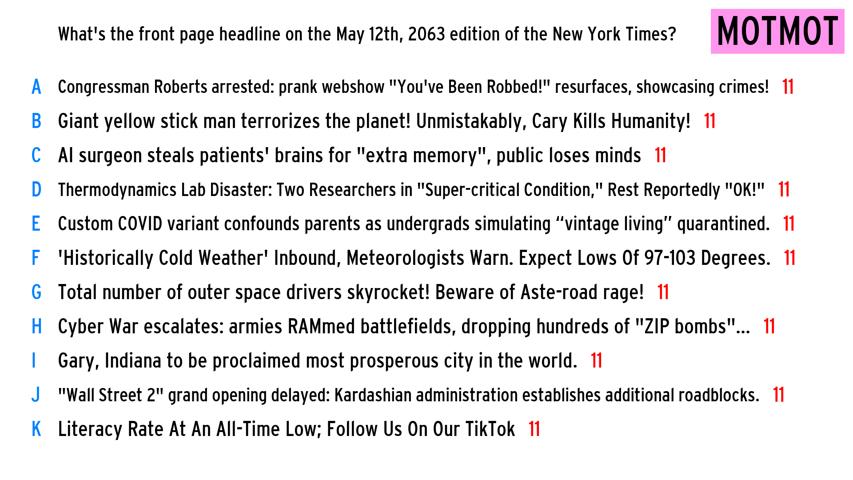 What's the front page headline on the May 12th, 2063 edition of the New York Times?
MOTMOT
A Congressman Roberts arrested: prank webshow "You've Been Robbed!" resurfaces, showcasing crimes! 11
B Giant yellow stick man terrorizes the planet! Unmistakably, Cary Kills Humanity! 11
C AI surgeon steals patients' brains for "extra memory", public loses minds 11
D Thermodynamics Lab Disaster: Two Researchers in "Super-critical Condition," Rest Reportedly "OK!" 11
E Custom COVID variant confounds parents as undergrads simulating “vintage living” quarantined. 11
F 'Historically Cold Weather' Inbound, Meteorologists Warn. Expect Lows Of 97-103 Degrees. 11
G Total number of outer space drivers skyrocket! Beware of Aste-road rage! 11
H Cyber War escalates: armies RAMmed battlefields, dropping hundreds of "ZIP bombs"... 11
I Gary, Indiana to be proclaimed most prosperous city in the world. 11
J "Wall Street 2" grand opening delayed: Kardashian administration establishes additional roadblocks. 11
K Literacy Rate At An All-Time Low; Follow Us On Our TikTok 11